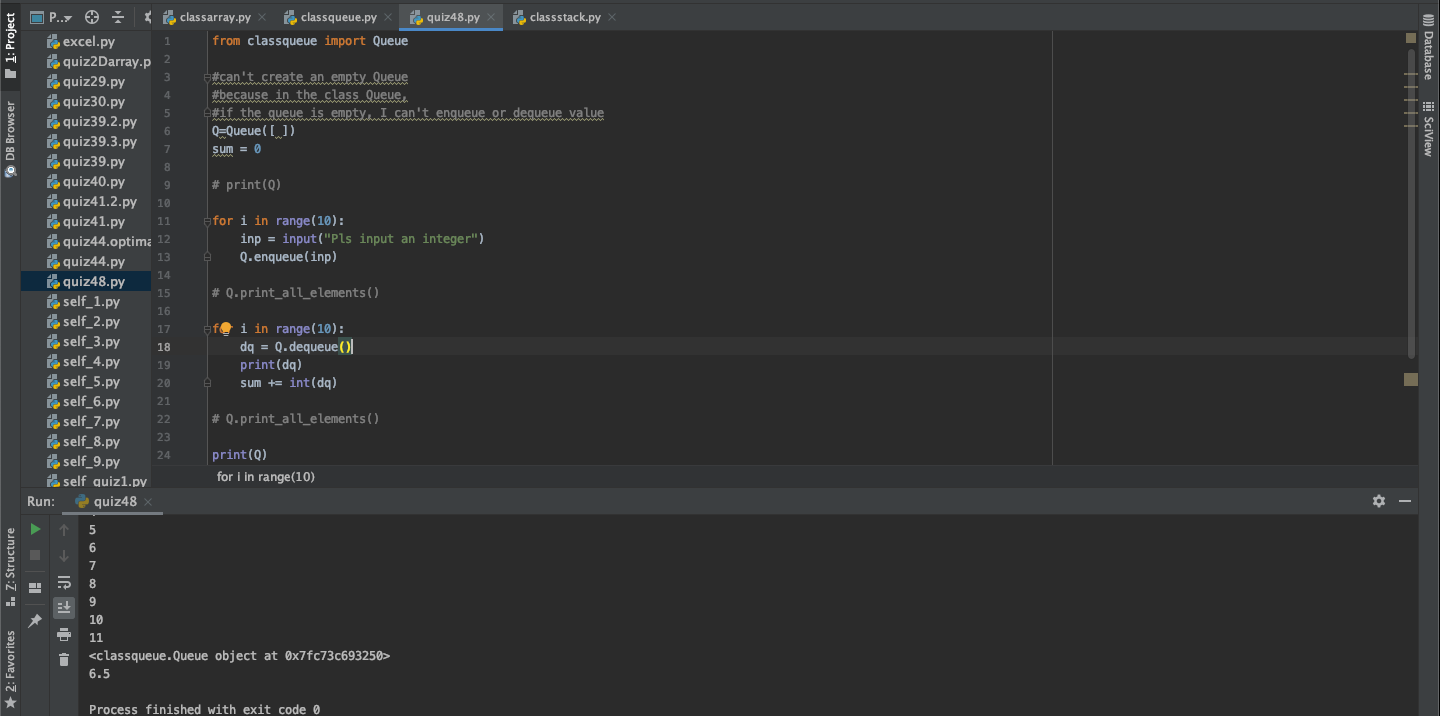 1: Project
P..
classarray.py
classqueue.py
quiz48.py
classstack.py
Database
SciView
DB Browser
Z: Structure
2: Favorites
excel.py
quiz2Darray.p
quiz29.py
quiz30.py
quiz39.2.py
quiz39.3.py
quiz39.py
quiz40.py
quiz41.2.py
quiz41.py
quiz44.optima
quiz44.py
quiz48.py
self_1.py
self_2.py
self_3.py
self_4.py
self_5.py
self_6.py
self_7.py
self_8.py
self_9.py
self_quiz1.py
1 from classqueue import Queue
2
3 #can't create an empty Queue
4 #because in the class Queue,
5 #if the queue is empty, I can't enqueue or dequeue value
6 Q=Queue([ ])
7 sum = 0
8
9 # print(Q)
10
11 for i in range(10):
12 inp = input("Pls input an integer")
13 Q.enqueue(inp)
14
15 # Q.print_all_elements()
16
17 for i in range(10):
18 dq = Q.dequeue()
19 print(dq)
20 sum += int(dq)
21
22 # Q.print_all_elements()
23
24 print(Q)
for i in range(10)
Run:
quiz48
5
6
7
8
9
10
11
<classqueue.Queue object at 0x7fc73c693250>
6.5
Process finished with exit code 0